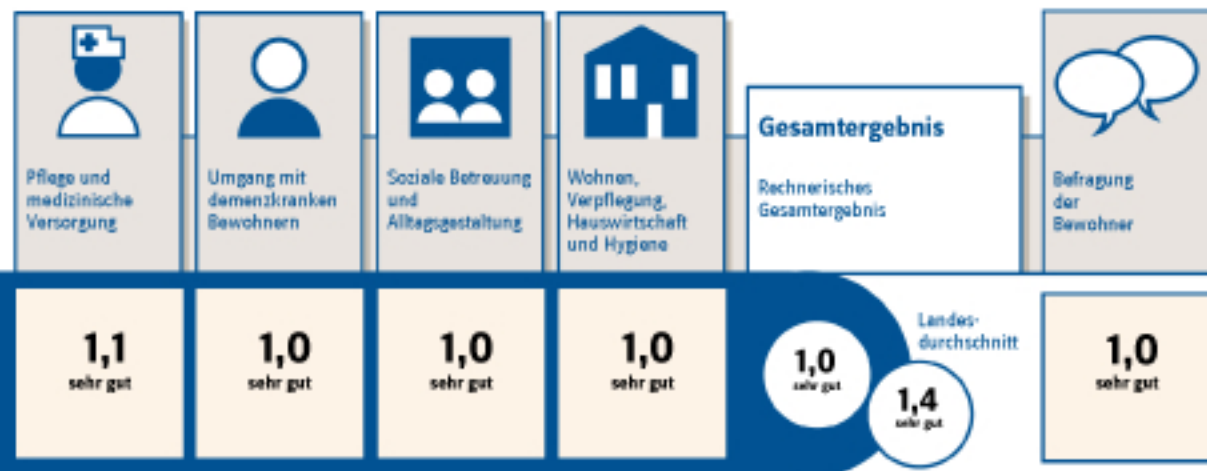 Pflege und
medizinische
Versorgung
Umgang mit
demenzkranken
Bewohnern
Soziale Betreuung
und
Alltagsgestaltung
Wohnen,
Verpflegung,
Hauswirtschaft
und Hygiene
Gesamtergebnis
Rechnerisches
Gesamtergebnis
Befragung
der
Bewohner
1,1
sehr gut
1,0
sehr gut
1,0
sehr gut
1,0
sehr gut
1,0
sehr gut
Landes-
durchschnitt
1,4
sehr gut
1,0
sehr gut